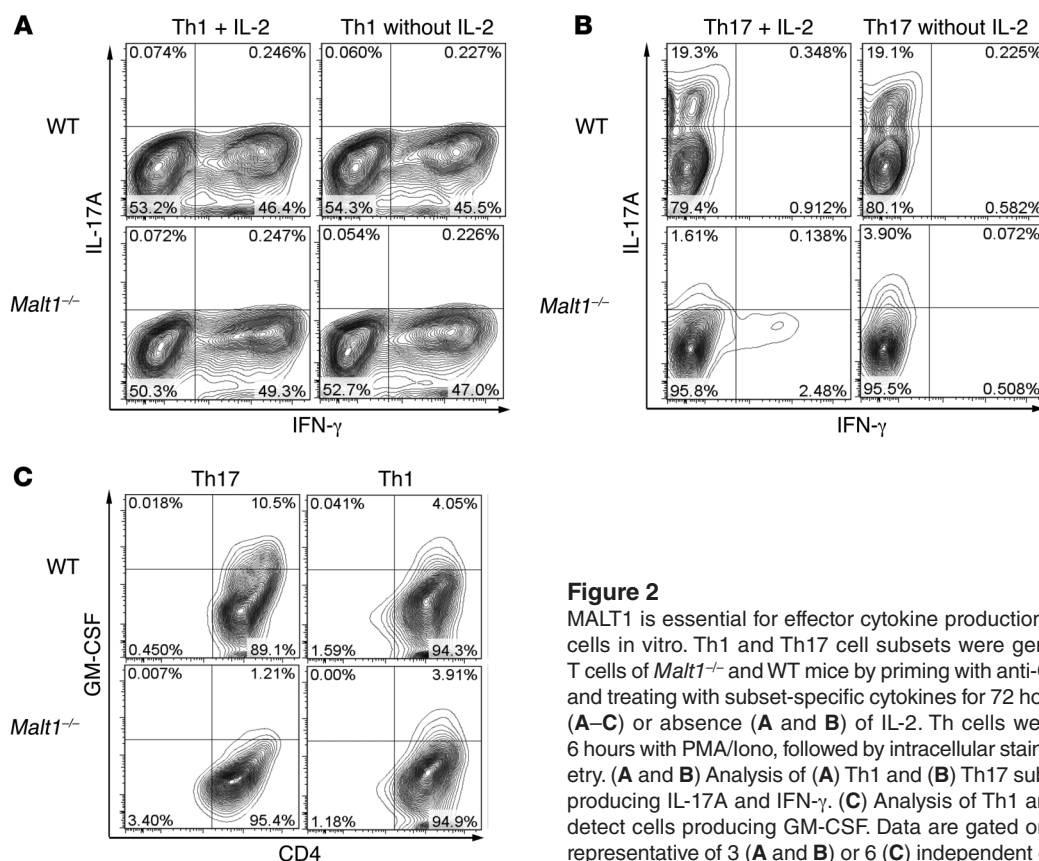 A
Th1 + IL-2
Th1 without IL-2
WT
0.074%
0.246%
53.2%
46.4%
0.060%
0.227%
54.3%
45.5%
Malt1–/–
0.072%
0.247%
50.3%
49.3%
0.054%
0.226%
52.7%
47.0%
IL-17A
IFN-γ
B
Th17 + IL-2
Th17 without IL-2
WT
19.3%
0.348%
79.4%
0.912%
19.1%
0.225%
80.1%
0.582%
Malt1–/–
1.61%
0.138%
95.8%
2.48%
3.90%
0.072%
95.5%
0.508%
IL-17A
IFN-γ
C
Th17
Th1
WT
0.018%
10.5%
0.450%
89.1%
0.041%
4.05%
1.59%
94.3%
Malt1–/–
0.007%
1.21%
3.40%
95.4%
0.00%
3.91%
1.18%
94.9%
GM-CSF
CD4
Figure 2
MALT1 is essential for effector cytokine production
cells in vitro. Th1 and Th17 cell subsets were gen
T cells of Malt1–/– and WT mice by priming with anti-
and treating with subset-specific cytokines for 72 ho
(A–C) or absence (A and B) of IL-2. Th cells we
6 hours with PMA/Iono, followed by intracellular stain
etry. (A and B) Analysis of (A) Th1 and (B) Th17 sub
producing IL-17A and IFN-γ. (C) Analysis of Th1 an
detect cells producing GM-CSF. Data are gated o
representative of 3 (A and B) or 6 (C) independent